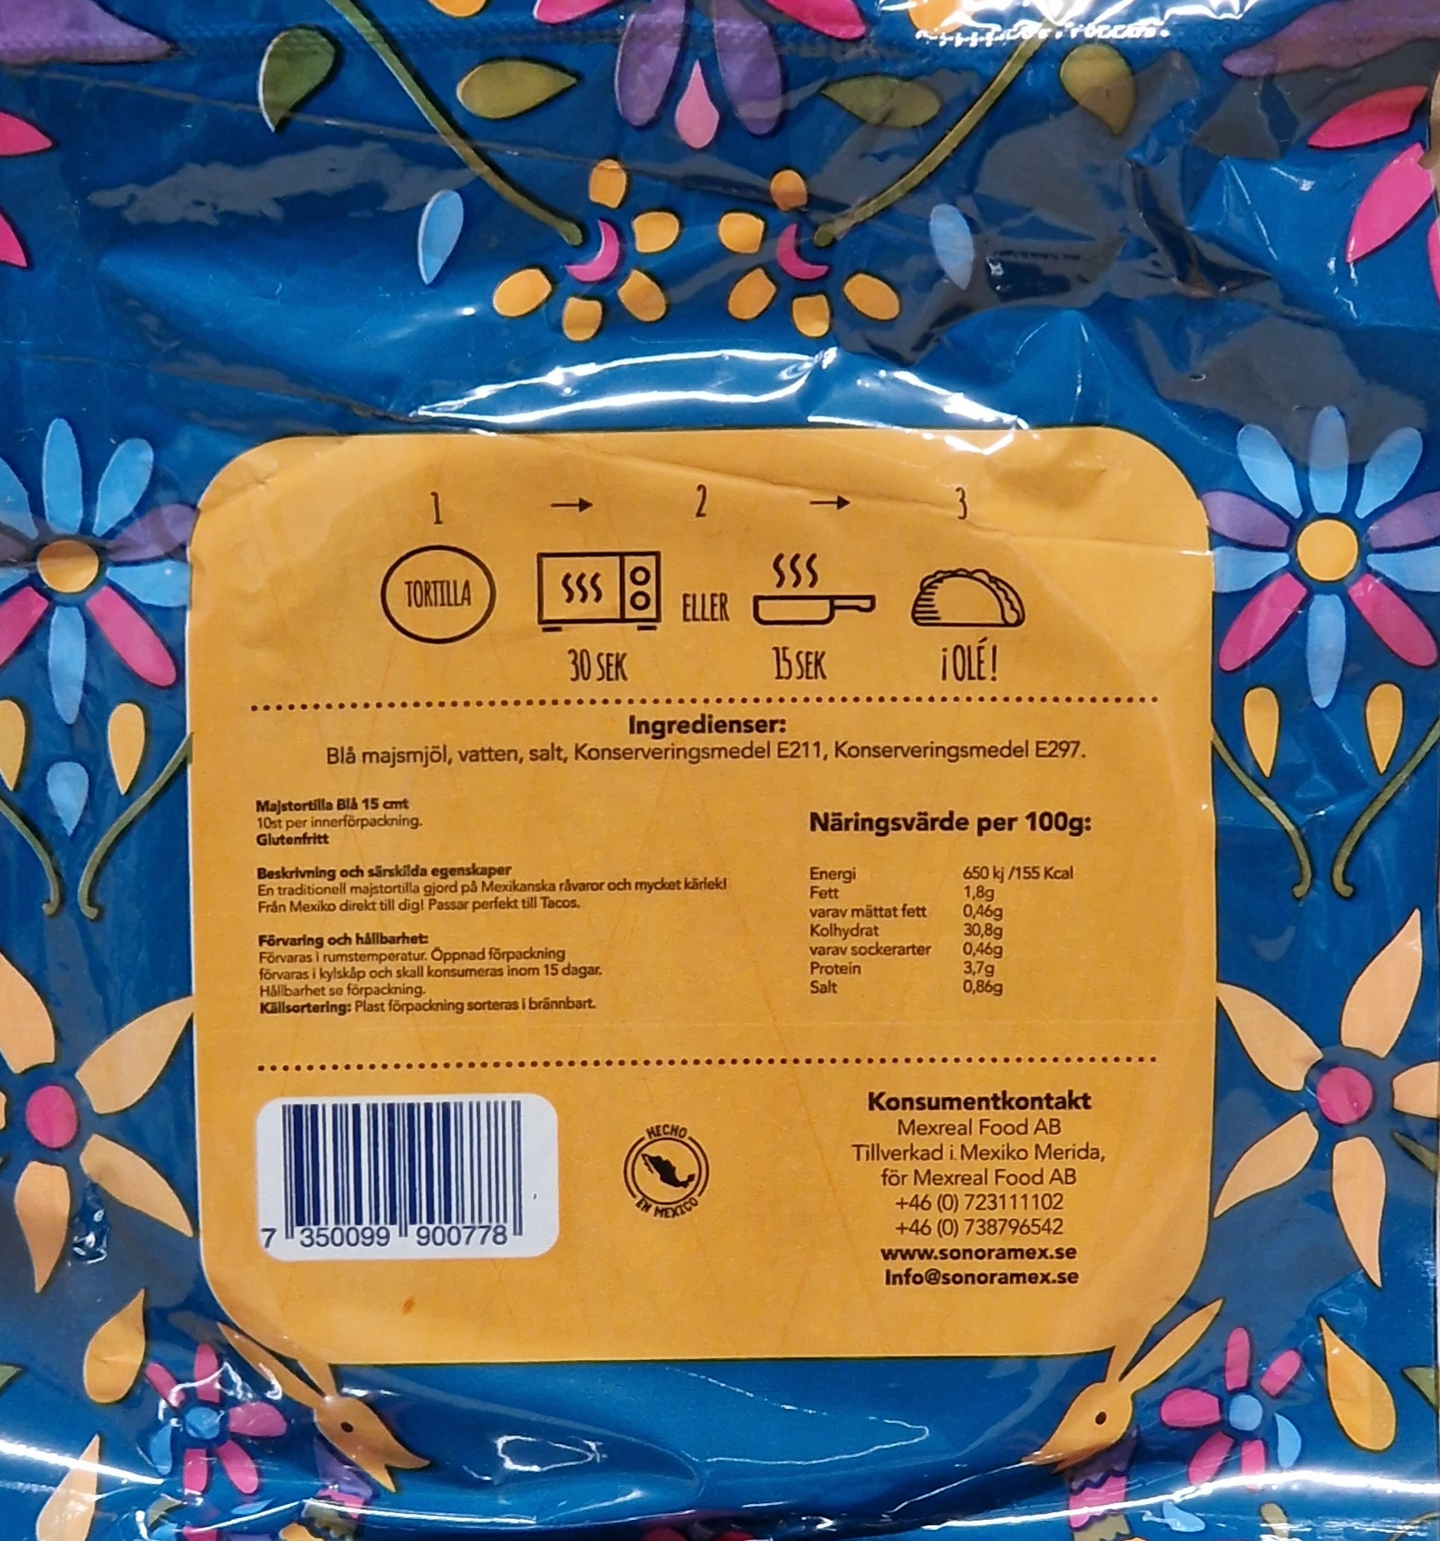 1 → 2 → 3
TORTILLA
ELLER
30 SEK
15 SEK
¡OLÉ!
Ingredienser:
Blå majsmjöl, vatten, salt, Konserveringsmedel E211, Konserveringsmedel E297.
Majstortilla Blå 15 cmt
10st per innerförpackning.
Glutenfritt
Beskrivning och särskilda egenskaper
En traditionell majstortilla gjord på Mexikanska råvaror och mycket kärlek!
Från Mexiko direkt till dig! Passar perfekt till Tacos.
Förvaring och hållbarhet:
Förvaras i rumstemperatur. Öppnad förpackning
förvaras i kylskåp och skall konsumeras inom 15 dagar.
Hållbarhet se förpackning.
Källsortering: Plast förpackning sorteras i brännbart.
Näringsvärde per 100g:
Energi 650 kj /155 Kcal
Fett 1,8g
varav mättat fett 0,46g
Kolhydrat 30,8g
varav sockerarter 0,46g
Protein 3,7g
Salt 0,86g
7 350099 900778
HECHO
EN MEXICO
Konsumentkontakt
Mexreal Food AB
Tillverkad i Mexiko Merida,
för Mexreal Food AB
+46 (0) 723111102
+46 (0) 738796542
www.sonoramex.se
Info@sonoramex.se